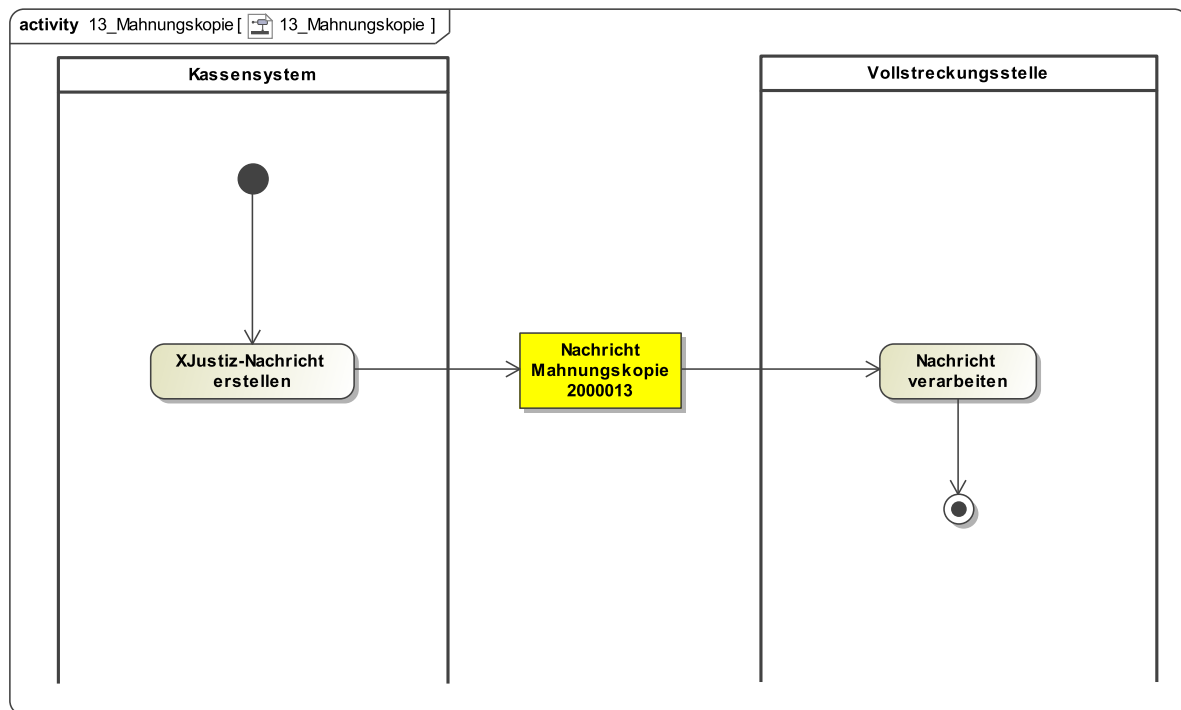 activity 13_Mahnungskopie [ 13_Mahnungskopie ]
Kassensystem
Vollstreckungsstelle
XJustiz-Nachricht
erstellen
Nachricht
Mahnungskopie
2000013
Nachricht
verarbeiten